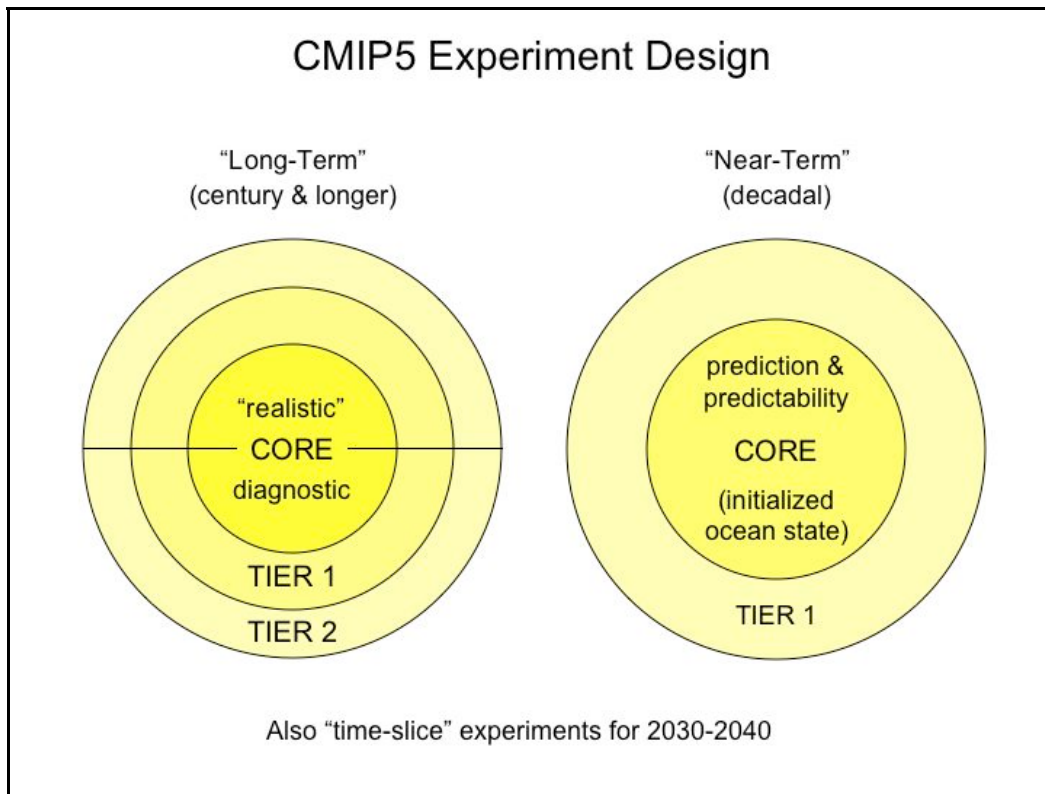 CMIP5 Experiment Design
“Long-Term”
(century & longer)
“realistic”
CORE
diagnostic
TIER 1
TIER 2
“Near-Term”
(decadal)
prediction &
predictability
CORE
(initialized
ocean state)
TIER 1
Also “time-slice” experiments for 2030-2040